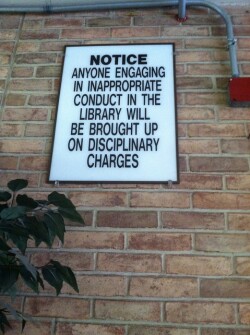 NOTICE
ANYONE ENGAGING
IN INAPPROPRIATE
CONDUCT IN THE
LIBRARY WILL
BE BROUGHT UP
ON DISCIPLINARY
CHARGES